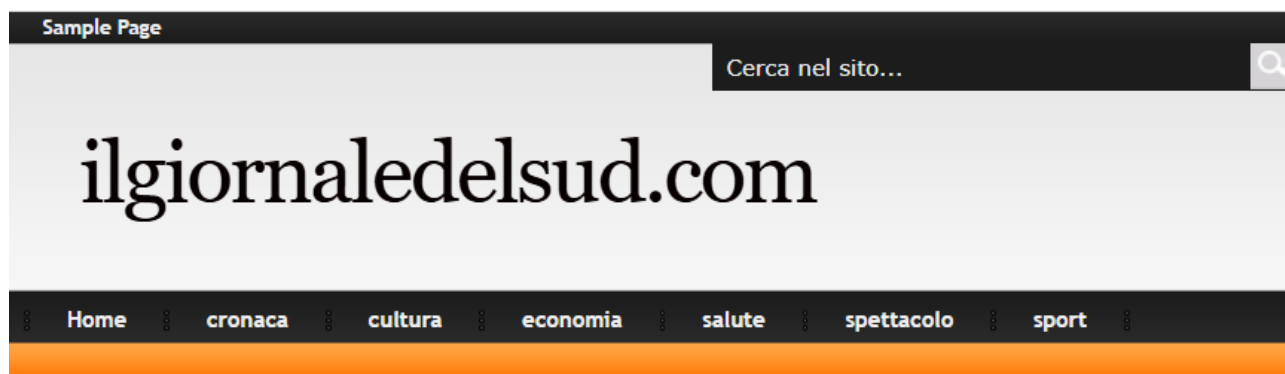 Sample Page
Cerca nel sito...
ilgiornaledelsud.com
Home cronaca cultura economia salute spettacolo sport